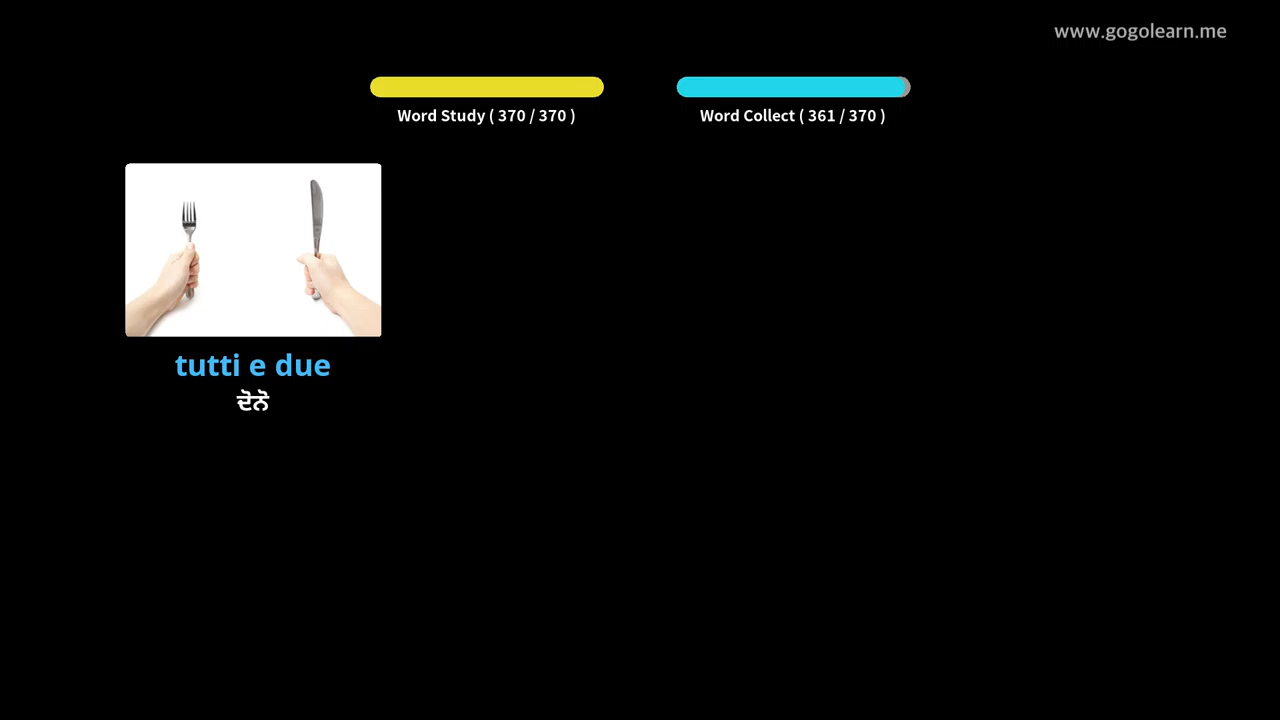 www.gogolearn.me
Word Study ( 370 / 370 )
Word Collect ( 361 / 370 )
tutti e due
ਦੋਨੋ